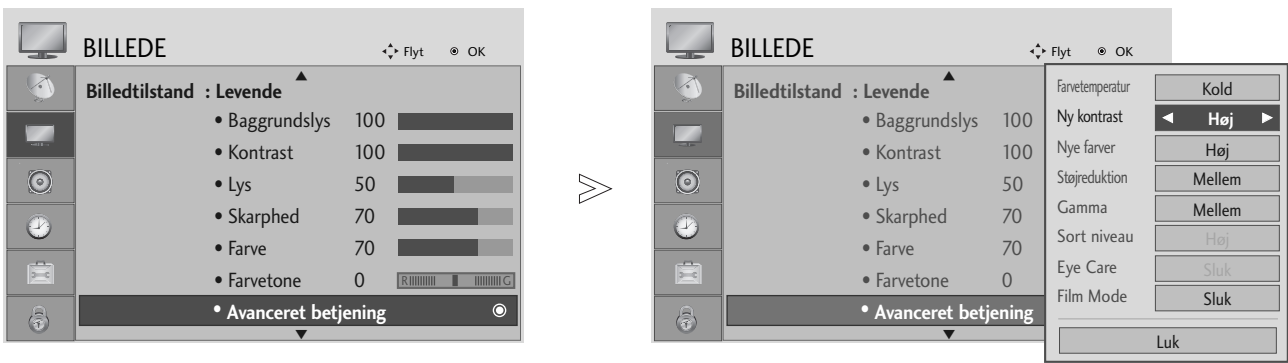 BILLEDE Flyt OK
Billedtilstand : Levende
• Baggrundslys 100
• Kontrast 100
• Lys 50
• Skarphed 70
• Farve 70
• Farvetone 0 R G
• Avanceret betjening
BILLEDE Flyt OK
Billedtilstand : Levende
• Baggrundslys 100
• Kontrast 100
• Lys 50
• Skarphed 70
• Farve 70
• Farvetone 0
• Avanceret betjening
Farvetemperatur Kold
Ny kontrast Høj
Nye farver Høj
Støjreduktion Mellem
Gamma Mellem
Sort niveau Høj
Eye Care Sluk
Film Mode Sluk
Luk